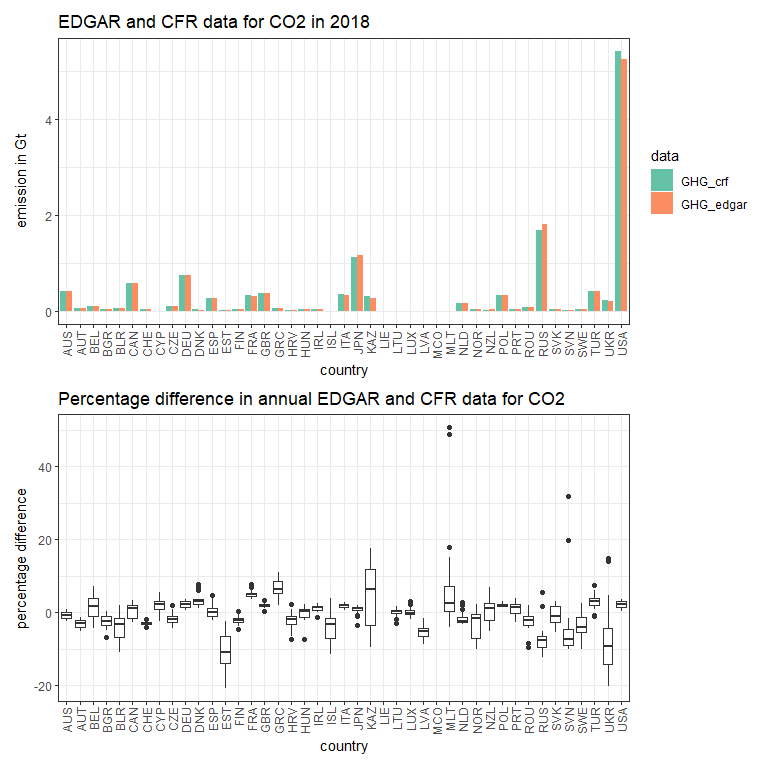 EDGAR and CFR data for CO2 in 2018
emission in Gt
4
2
0
AUS AUT BEL BGR BLR CAN CHE CYP CZE DEU DNK ESP EST FIN FRA GBR GRC HRV HUN IRL ISL ITA JPN KAZ LIE LTU LUX LVA MCO MLT NLD NOR NZL POL PRT ROU RUS SVK SVN SWE TUR UKR USA
country
data
GHG_crf
GHG_edgar
Percentage difference in annual EDGAR and CFR data for CO2
percentage difference
40
20
0
-20
AUS AUT BEL BGR BLR CAN CHE CYP CZE DEU DNK ESP EST FIN FRA GBR GRC HRV HUN IRL ISL ITA JPN KAZ LIE LTU LUX LVA MCO MLT NLD NOR NZL POL PRT ROU RUS SVK SVN SWE TUR UKR USA
country